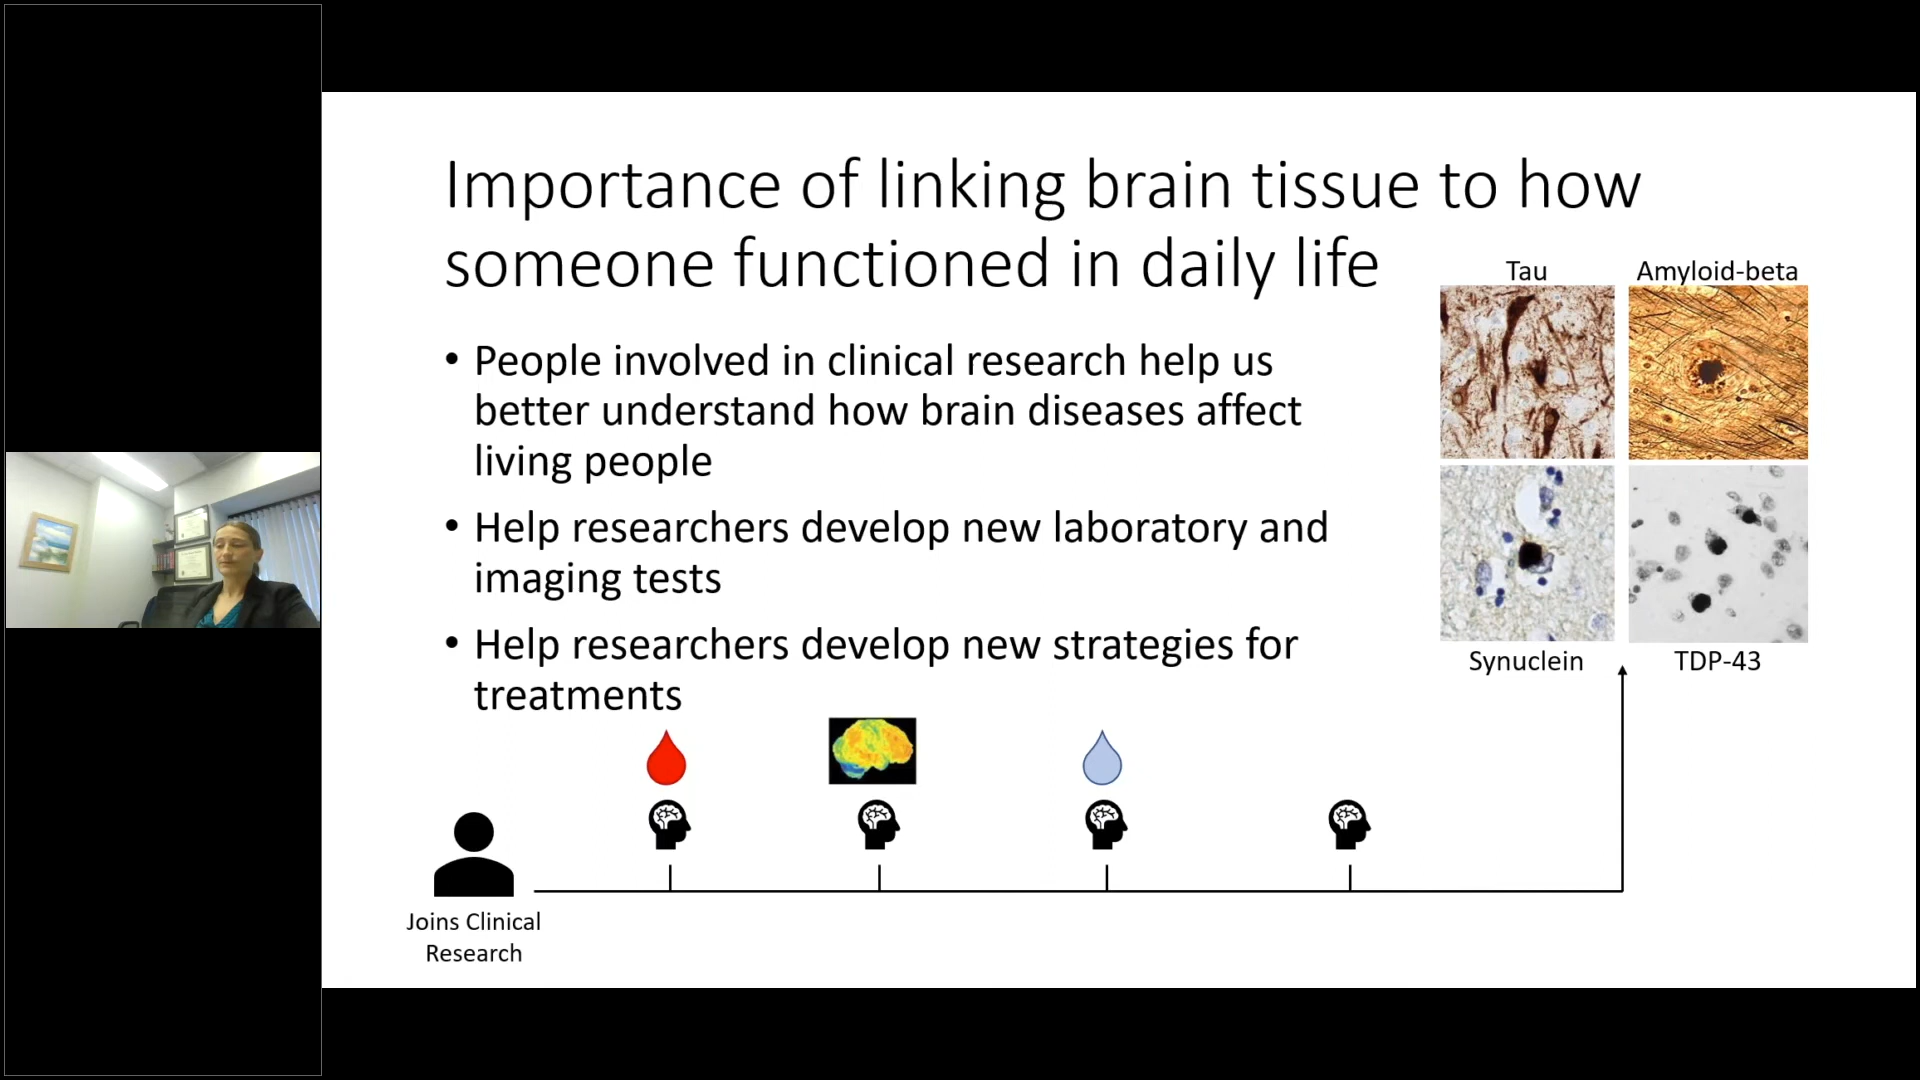 Importance of linking brain tissue to how
someone functioned in daily life
• People involved in clinical research help us
better understand how brain diseases affect
living people
• Help researchers develop new laboratory and
imaging tests
• Help researchers develop new strategies for
treatments
Tau
Amyloid-beta
Synuclein
TDP-43
Joins Clinical
Research